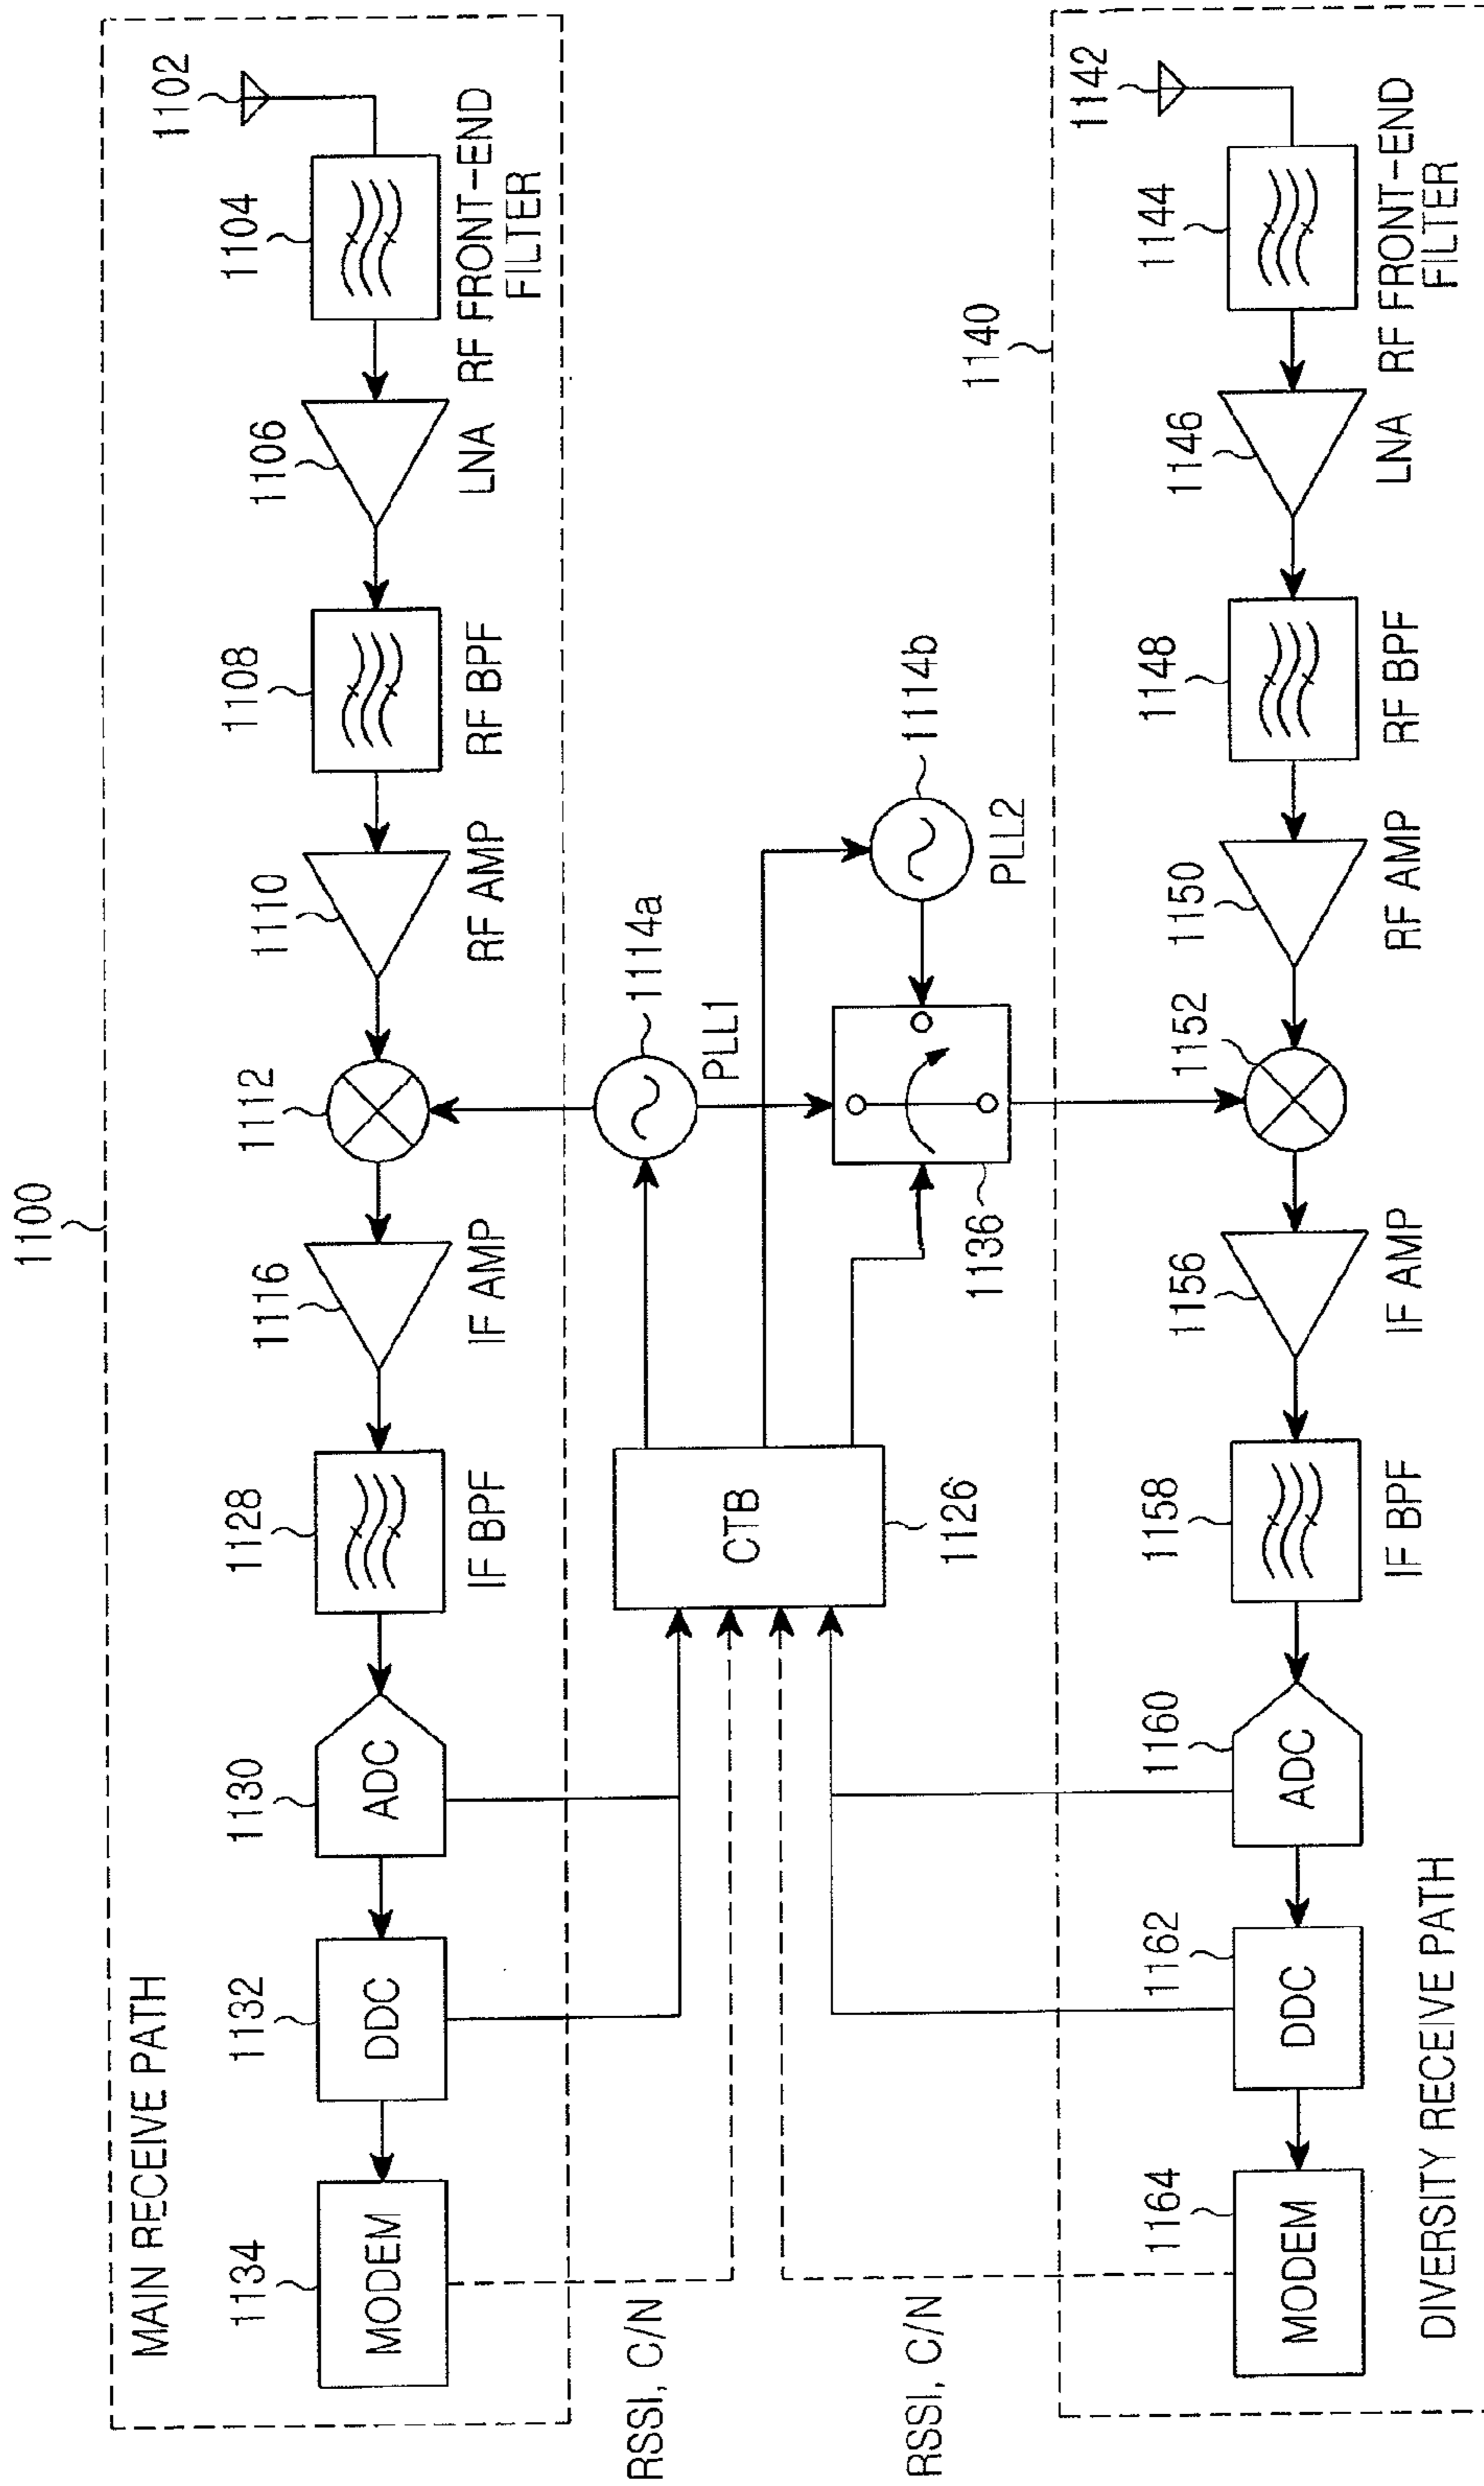 1100
MAIN RECEIVE PATH
1134
MODEM
1132
DDC
1130
ADC
1128
IF BPF
1116
IF AMP
1112
1110
RF AMP
1108
RF BPF
1106
LNA
1104
RF FRONT-END
FILTER
1102
RSSI, C/N
RSSI, C/N
CTB
1126
1114a
PLL1
1136
1114b
PLL2
1140
1164
MODEM
1162
DDC
1160
ADC
1158
IF BPF
1156
IF AMP
1152
1150
RF AMP
1148
RF BPF
1146
LNA
1144
RF FRONT-END
FILTER
1142
DIVERSITY RECEIVE PATH